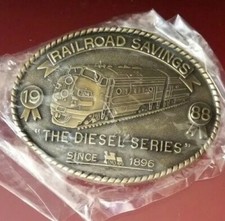 RAILROAD SAVINGS
19 88
"THE DIESEL SERIES"
SINCE 1896